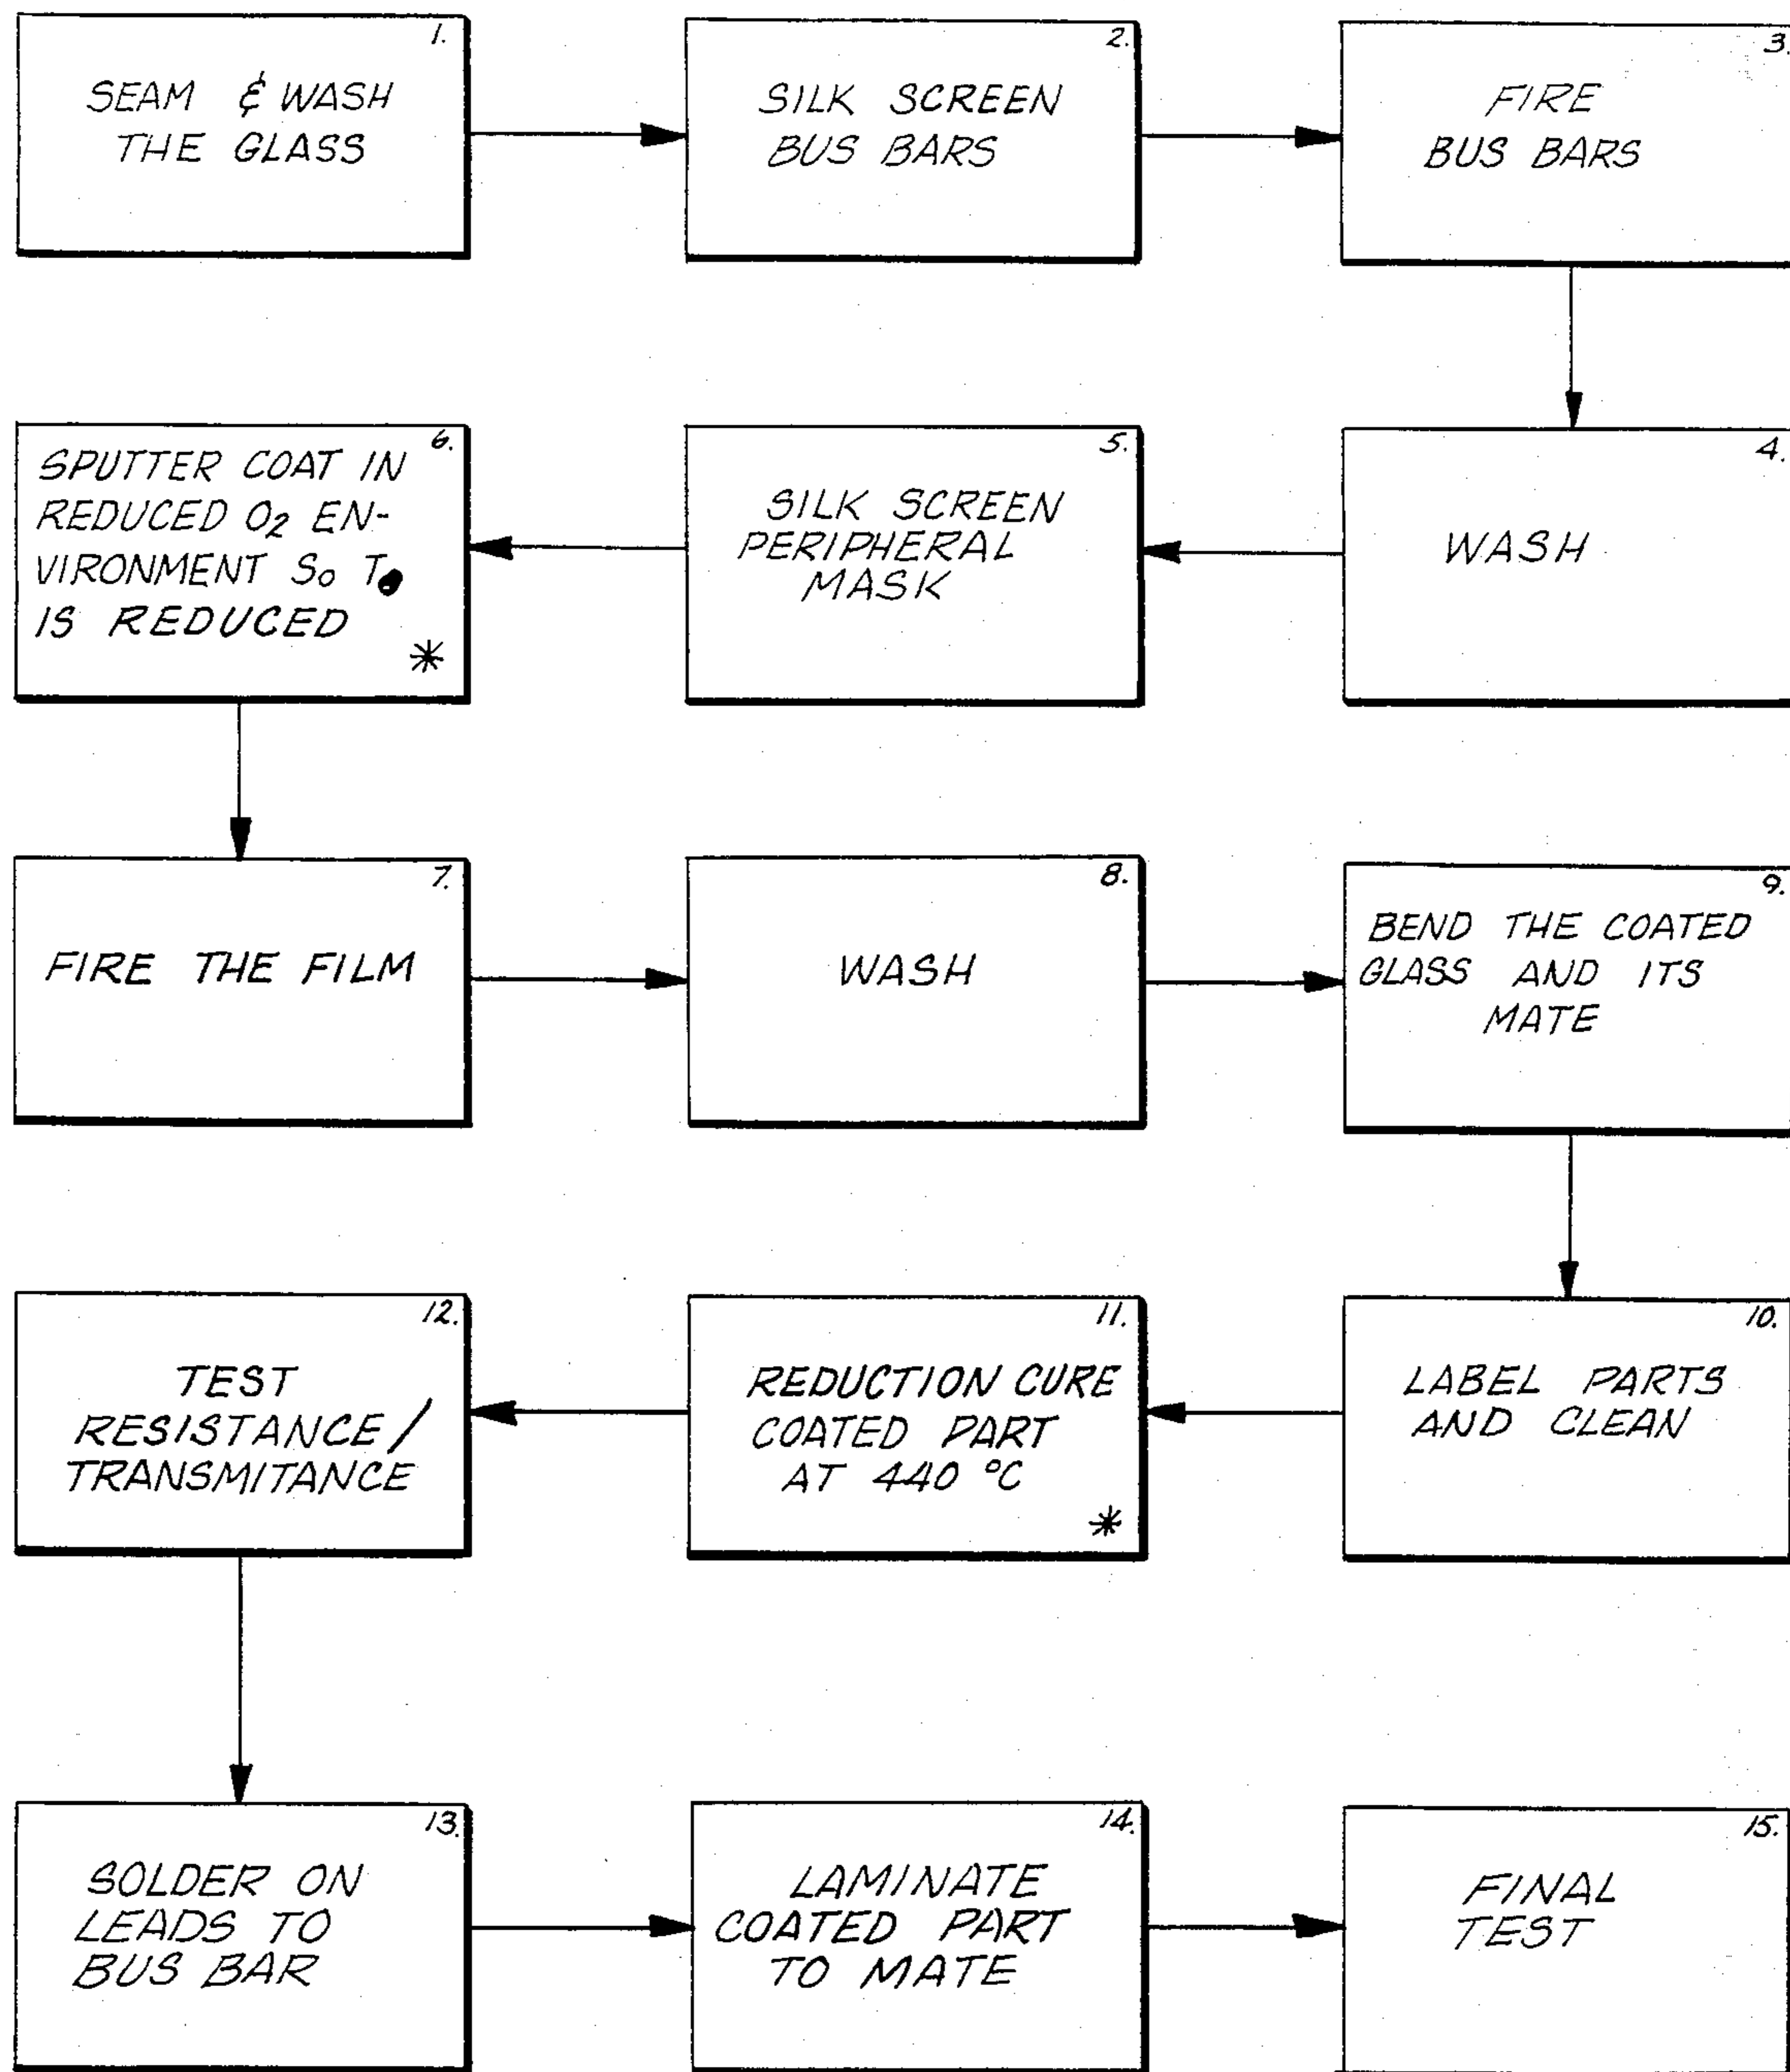 1.
SEAM & WASH
THE GLASS
2.
SILK SCREEN
BUS BARS
3.
FIRE
BUS BARS
4.
WASH
5.
SILK SCREEN
PERIPHERAL
MASK
6.
SPUTTER COAT IN
REDUCED O2 EN-
VIRONMENT So T
IS REDUCED
*
7.
FIRE THE FILM
8.
WASH
9.
BEND THE COATED
GLASS AND ITS
MATE
10.
LABEL PARTS
AND CLEAN
11.
REDUCTION CURE
COATED PART
AT 440 °C
*
12.
TEST
RESISTANCE/
TRANSMITANCE
13.
SOLDER ON
LEADS TO
BUS BAR
14.
LAMINATE
COATED PART
TO MATE
15.
FINAL
TEST